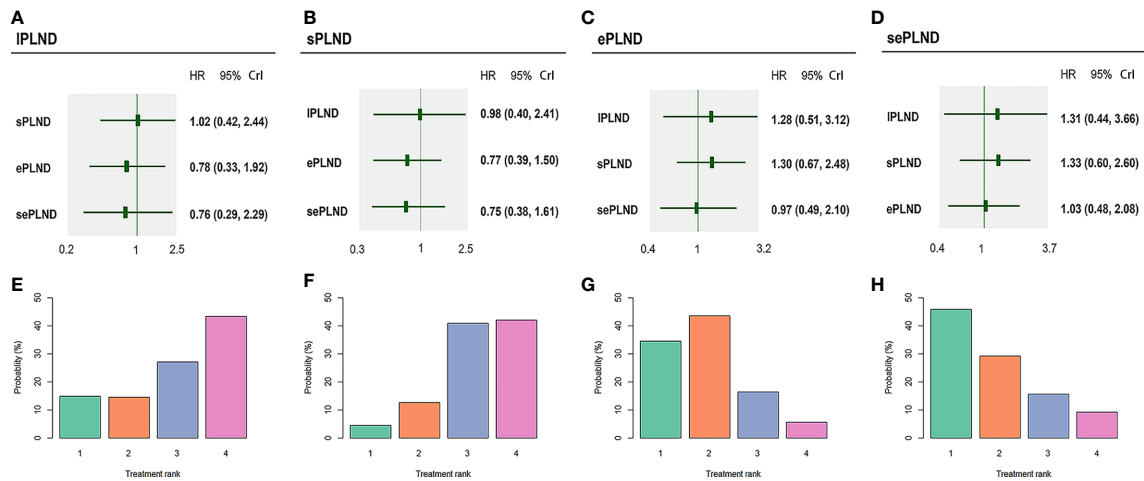 A
lPLND
HR 95% CrI
sPLND 1.02 (0.42, 2.44)
ePLND 0.78 (0.33, 1.92)
sePLND 0.76 (0.29, 2.29)
0.2 1 2.5
B
sPLND
HR 95% CrI
lPLND 0.98 (0.40, 2.41)
ePLND 0.77 (0.39, 1.50)
sePLND 0.75 (0.38, 1.61)
0.3 1 2.5
C
ePLND
HR 95% CrI
lPLND 1.28 (0.51, 3.12)
sPLND 1.30 (0.67, 2.48)
sePLND 0.97 (0.49, 2.10)
0.4 1 3.2
D
sePLND
HR 95% CrI
lPLND 1.31 (0.44, 3.66)
sPLND 1.33 (0.60, 2.60)
ePLND 1.03 (0.48, 2.08)
0.4 1 3.7
E
Probablity (%)
50
40
30
20
10
0
1 2 3 4
Treatment rank
F
Probablity (%)
50
40
30
20
10
0
1 2 3 4
Treatment rank
G
Probablity (%)
50
40
30
20
10
0
1 2 3 4
Treatment rank
H
Probablity (%)
50
40
30
20
10
0
1 2 3 4
Treatment rank